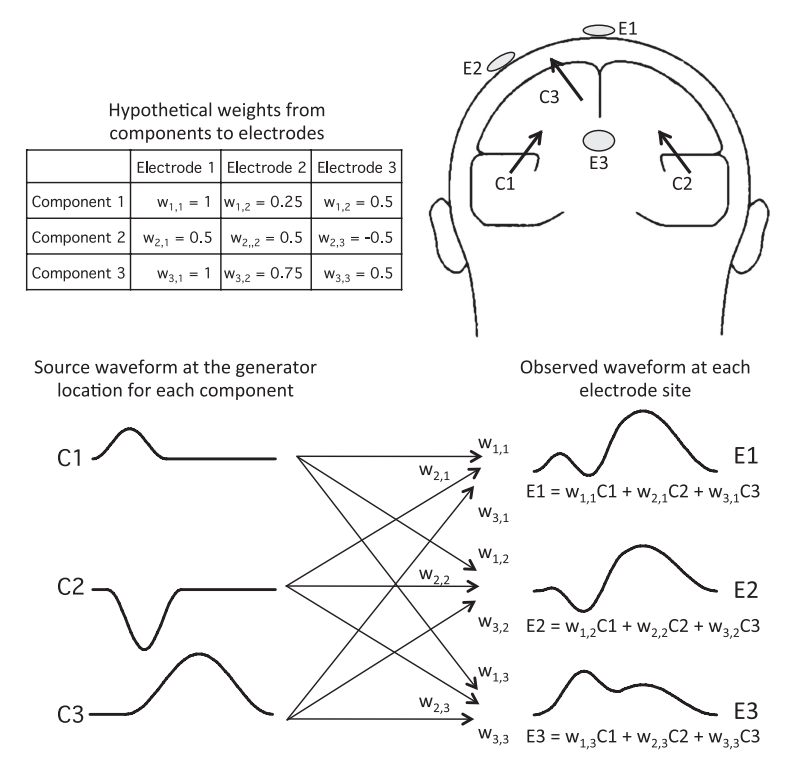 Hypothetical weights from
components to electrodes
Electrode 1 Electrode 2 Electrode 3
Component 1 w1,1 = 1 w1,2 = 0.25 w1,2 = 0.5
Component 2 w2,1 = 0.5 w2,,2 = 0.5 w2,3 = -0.5
Component 3 w3,1 = 1 w3,2 = 0.75 w3,3 = 0.5
E1
E2
C3
E3
C1
C2
Source waveform at the generator
location for each component
Observed waveform at each
electrode site
C1
C2
C3
w1,1
w2,1
w3,1
w1,2
w2,2
w3,2
w1,3
w2,3
w3,3
E1
E1 = w1,1C1 + w2,1C2 + w3,1C3
E2
E2 = w1,2C1 + w2,2C2 + w3,2C3
E3
E3 = w1,3C1 + w2,3C2 + w3,3C3